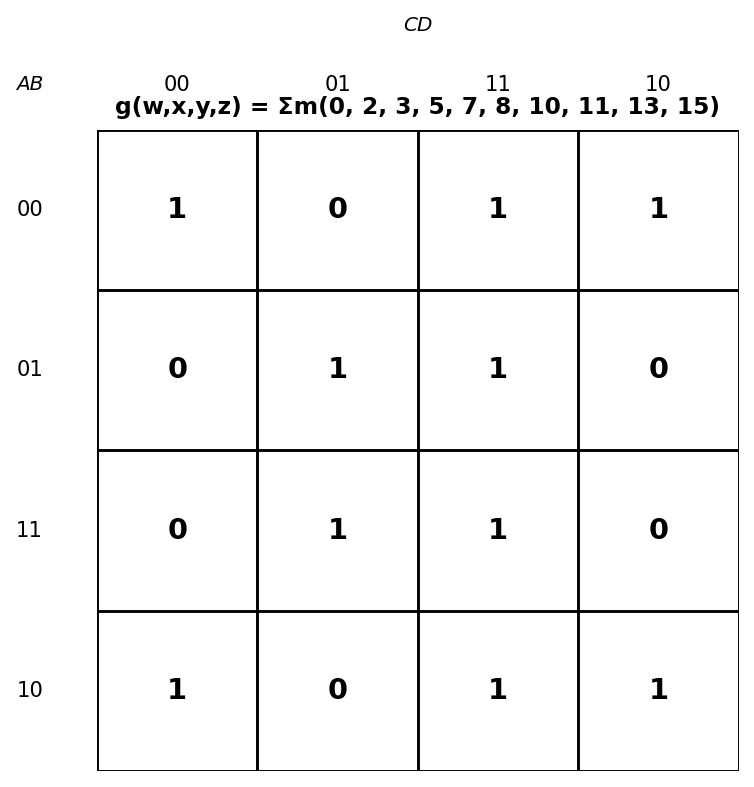 CD
AB 00 01 11 10
g(w,x,y,z) = Σm(0, 2, 3, 5, 7, 8, 10, 11, 13, 15)
00 1 0 1 1
01 0 1 1 0
11 0 1 1 0
10 1 0 1 1